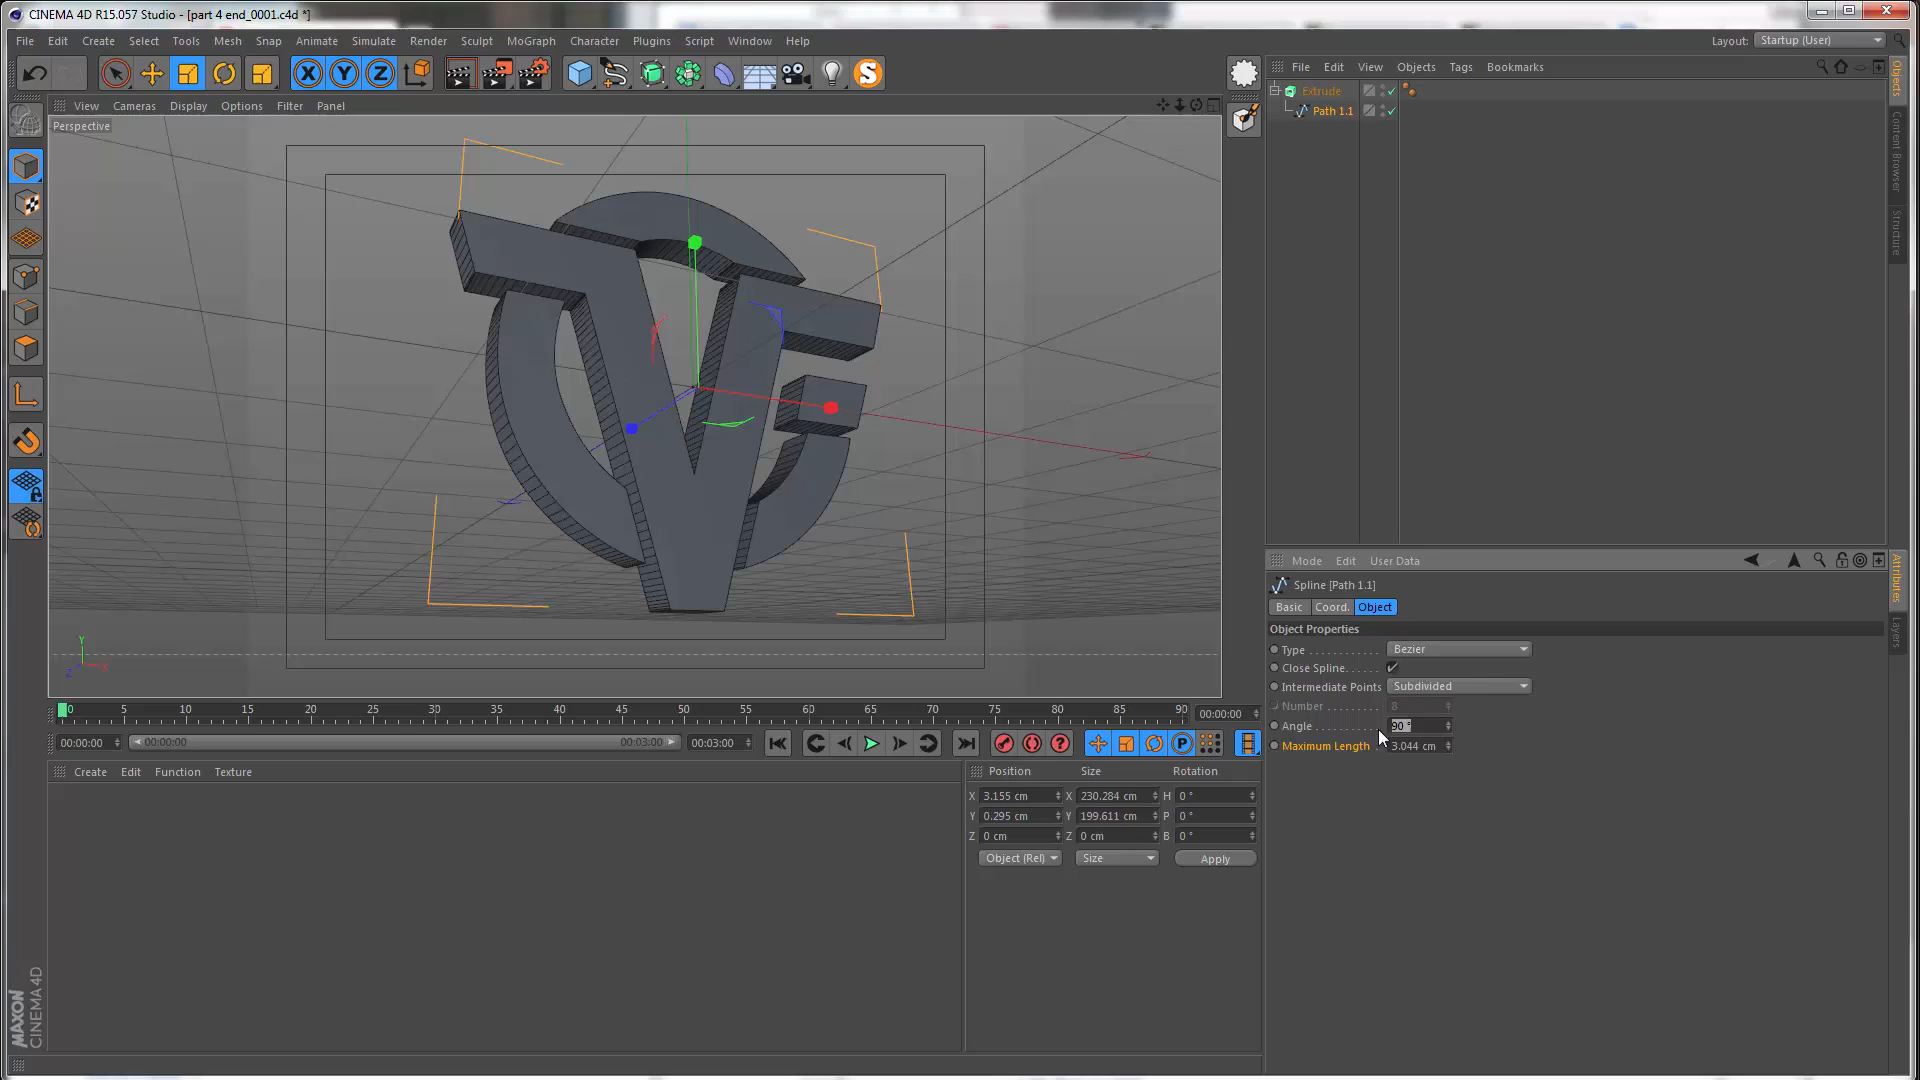 CINEMA 4D R15.057 Studio - [part 4 end_0001.c4d *]
File Edit Create Select Tools Mesh Snap Animate Simulate Render Sculpt MoGraph Character Plugins Script Window Help
Layout: Startup (User)
X Y Z
S
File Edit View Objects Tags Bookmarks
Extrude
Path 1.1
View Cameras Display Options Filter Panel
Perspective
Y
Z X
Objects
Content Browser
Structure
Mode Edit User Data
Spline [Path 1.1]
Basic Coord. Object
Object Properties
Type Bezier
Close Spline
Intermediate Points Subdivided
Number 8
Angle 90 °
Maximum Length 3.044 cm
Attributes
Layers
0 5 10 15 20 25 30 35 40 45 50 55 60 65 70 75 80 85 90 00:00:00
00:00:00 00:00:00 00:03:00 00:03:00
P
Create Edit Function Texture
Position Size Rotation
X 3.155 cm X 230.284 cm H 0 °
Y 0.295 cm Y 199.611 cm P 0 °
Z 0 cm Z 0 cm B 0 °
Object (Rel) Size Apply
MAXON
CINEMA 4D